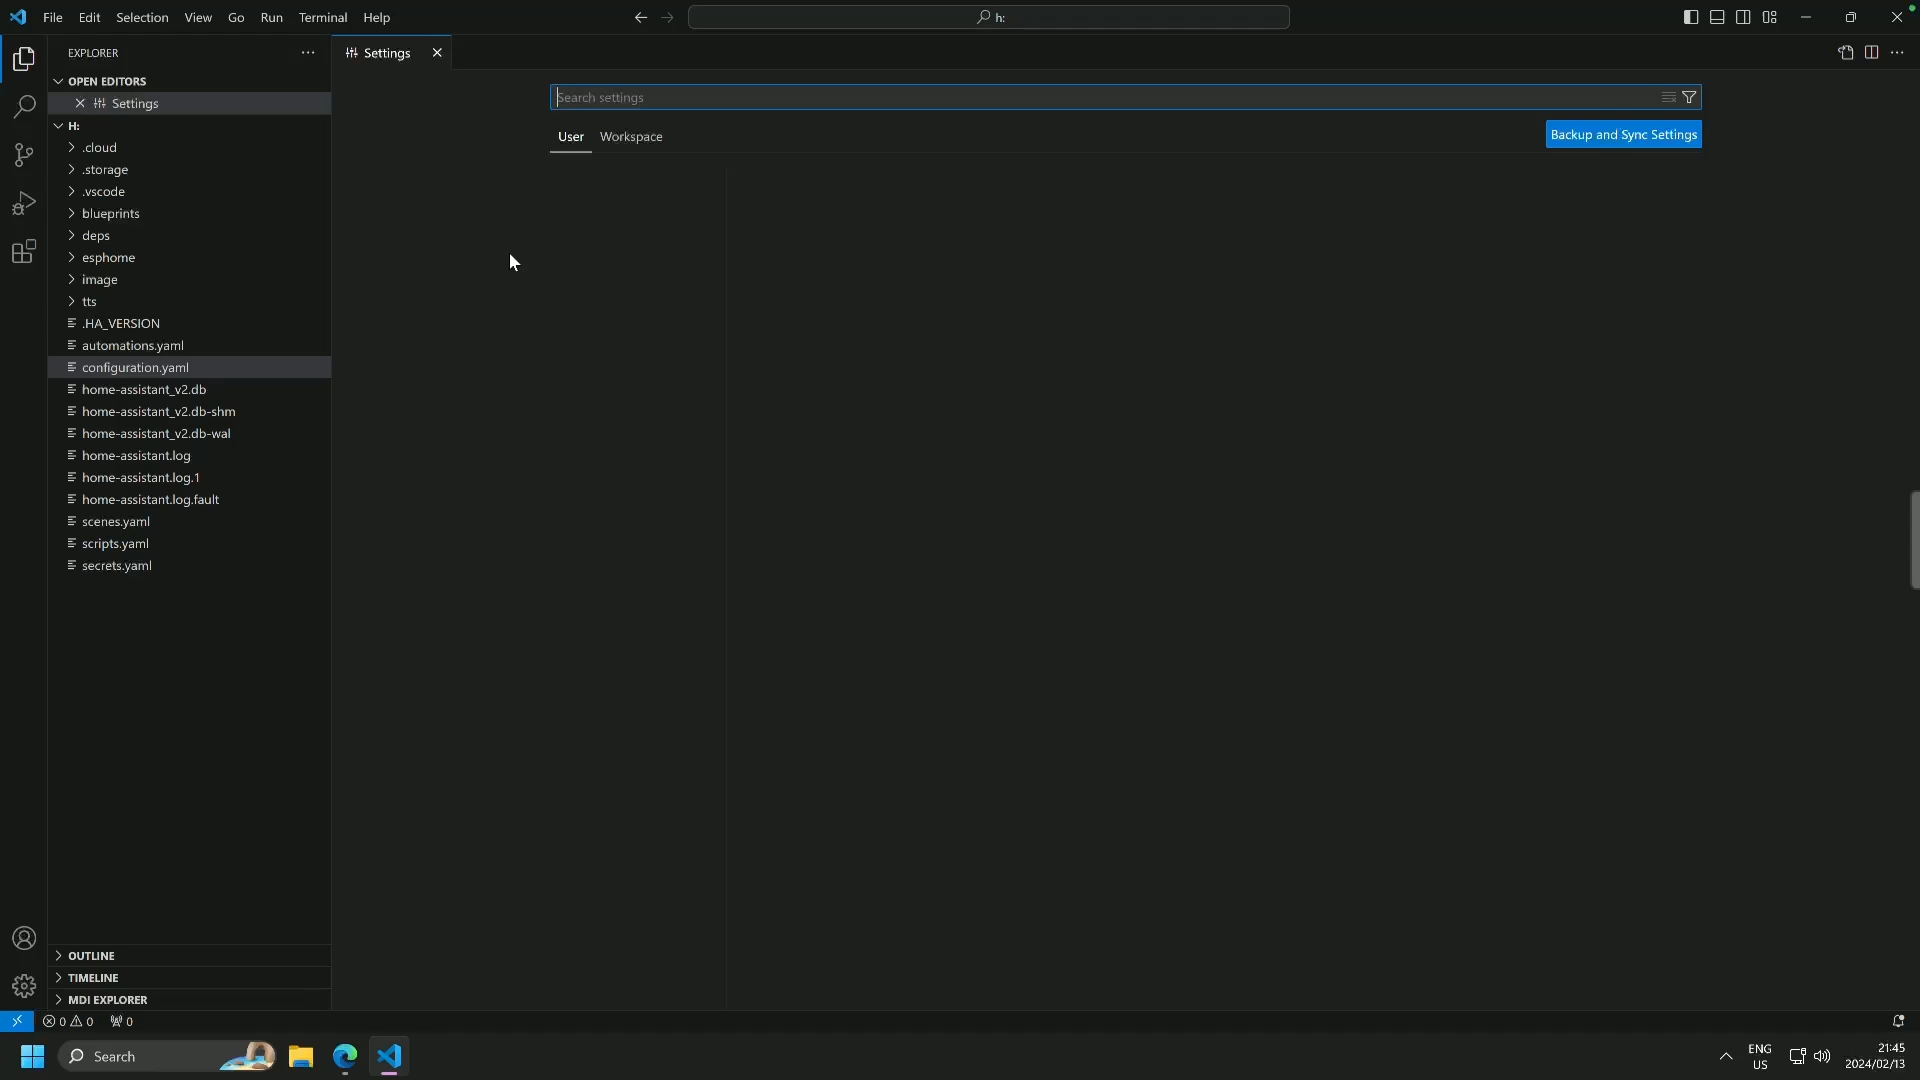 File Edit Selection View Go Run Terminal Help
h:
EXPLORER
Settings
OPEN EDITORS
Settings
H:
.cloud
.storage
.vscode
blueprints
deps
esphome
image
tts
.HA_VERSION
automations.yaml
configuration.yaml
home-assistant_v2.db
home-assistant_v2.db-shm
home-assistant_v2.db-wal
home-assistant.log
home-assistant.log.1
home-assistant.log.fault
scenes.yaml
scripts.yaml
secrets.yaml
OUTLINE
TIMELINE
MDI EXPLORER
Search settings
User Workspace
Backup and Sync Settings
0 0 0
Search
ENG
US
21:45
2024/02/13